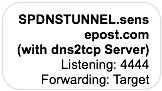 SPDNSTUNNEL.sens
epost.com
(with dns2tcp Server)
Listening: 4444
Forwarding: Target